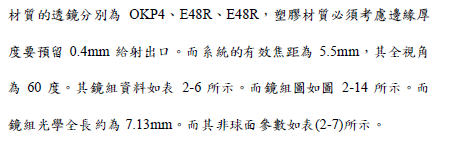 材質的透鏡分別為 OKP4、E48R、E48R，塑膠材質必須考慮邊緣厚
度要預留 0.4mm 給射出口。而系統的有效焦距為 5.5mm，其全視角
為 60 度。其鏡組資料如表 2-6 所示。而鏡組圖如圖 2-14 所示。而
鏡組光學全長約為 7.13mm。而其非球面參數如表(2-7)所示。